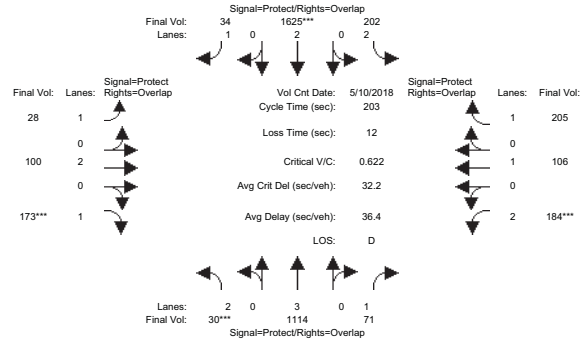 Signal=Protect/Rights=Overlap
Final Vol: 34 1625*** 202
Lanes: 1 0 2 0 2
Signal=Protect
Final Vol: Lanes: Rights=Overlap
Vol Cnt Date: 5/10/2018
Signal=Protect
Rights=Overlap Lanes: Final Vol:
Cycle Time (sec): 203
28 1
1 205
Loss Time (sec): 12
0
0
100 2
Critical V/C: 0.622
1 106
0
Avg Crit Del (sec/veh): 32.2
0
173*** 1
Avg Delay (sec/veh): 36.4
2 184***
LOS: D
Lanes: 2 0 3 0 1
Final Vol: 30*** 1114 71
Signal=Protect/Rights=Overlap